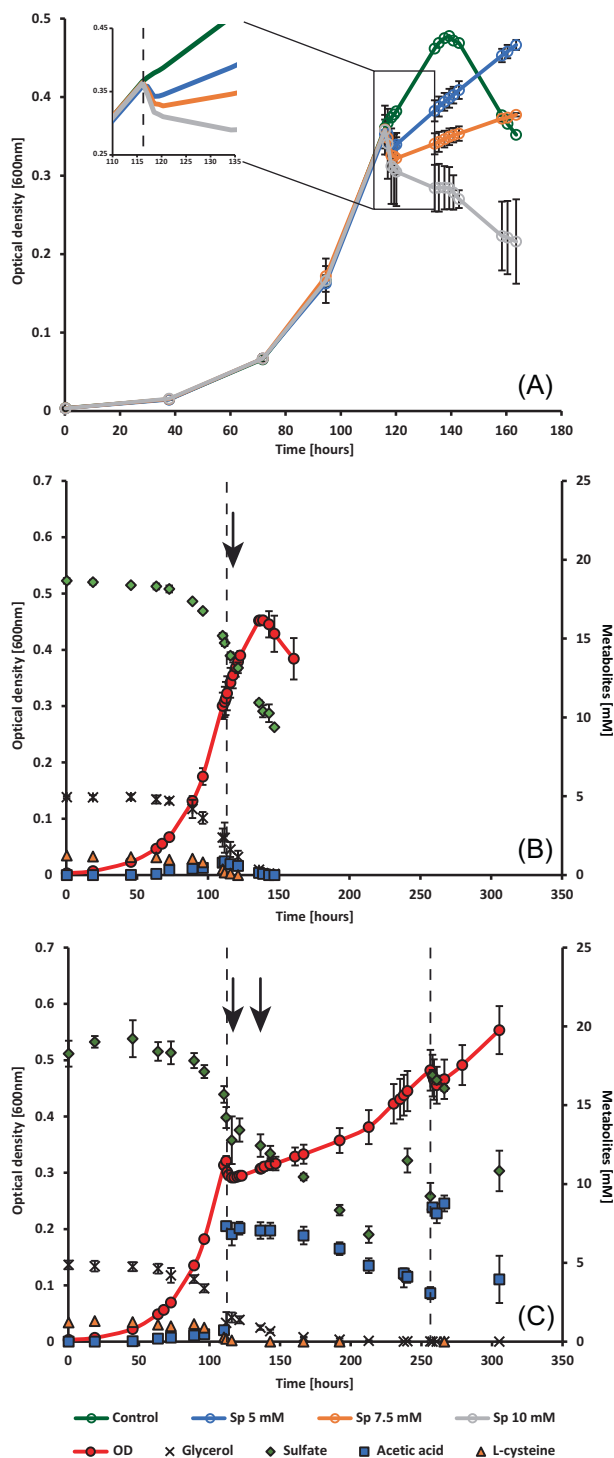 0.5
0.4
0.3
0.2
0.1
0
Optical density [600nm]
0.45
0.35
0.25
110 115 120 125 130 135
(A)
0 20 40 60 80 100 120 140 160 180
Time [hours]
0.7
0.6
0.5
0.4
0.3
0.2
0.1
0
Optical density [600nm]
25
20
15
10
5
0
Metabolites [mM]
(B)
0 50 100 150 200 250 300 350
Time [hours]
0.7
0.6
0.5
0.4
0.3
0.2
0.1
0
Optical density [600nm]
25
20
15
10
5
0
Metabolites [mM]
(C)
0 50 100 150 200 250 300 350
Time [hours]
Control Sp 5 mM Sp 7.5 mM Sp 10 mM
OD Glycerol Sulfate Acetic acid L-cysteine